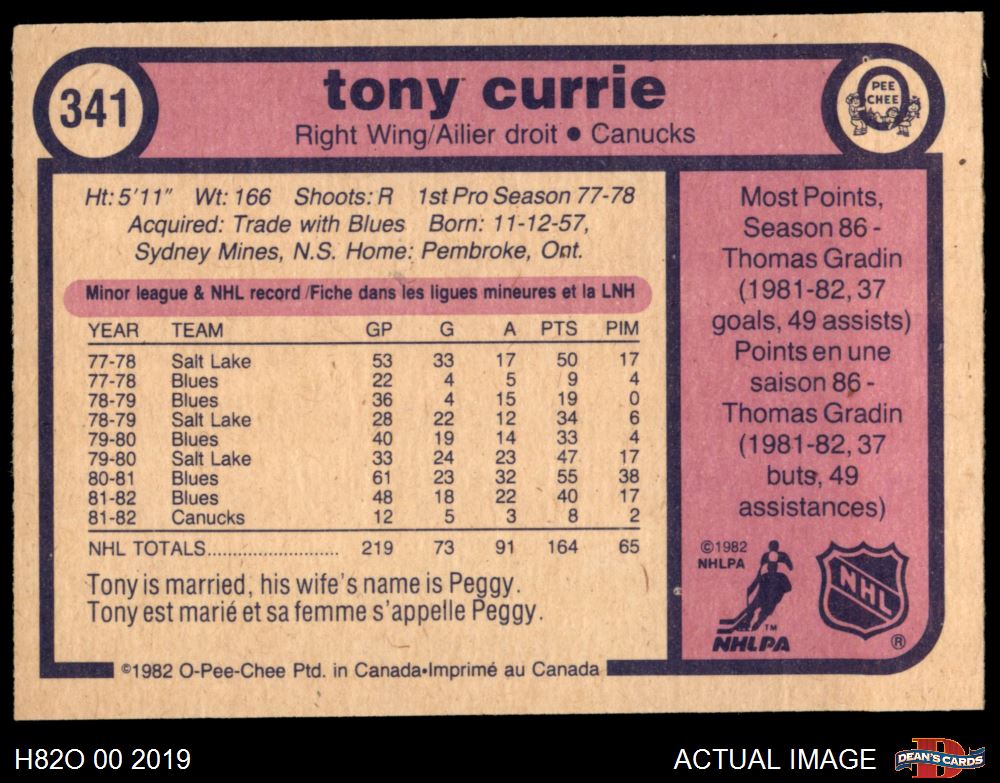 341
tony currie
Right Wing/Ailier droit • Canucks
O
PEE
CHEE
Ht: 5'11" Wt: 166 Shoots: R 1st Pro Season 77-78
Acquired: Trade with Blues Born: 11-12-57,
Sydney Mines, N.S. Home: Pembroke, Ont.
Minor league & NHL record /Fiche dans les ligues mineures et la LNH
YEAR TEAM GP G A PTS PIM
77-78 Salt Lake 53 33 17 50 17
77-78 Blues 22 4 5 9 4
78-79 Blues 36 4 15 19 0
78-79 Salt Lake 28 22 12 34 6
79-80 Blues 40 19 14 33 4
79-80 Salt Lake 33 24 23 47 17
80-81 Blues 61 23 32 55 38
81-82 Blues 48 18 22 40 17
81-82 Canucks 12 5 3 8 2
NHL TOTALS........................ 219 73 91 164 65
Tony is married, his wife's name is Peggy.
Tony est marié et sa femme s'appelle Peggy.
©1982 O-Pee-Chee Ptd. in Canada•Imprimé au Canada
Most Points,
Season 86 -
Thomas Gradin
(1981-82, 37
goals, 49 assists)
Points en une
saison 86 -
Thomas Gradin
(1981-82, 37
buts, 49
assistances)
©1982
NHLPA
TM
NHLPA
NHL
®
H82O 00 2019
ACTUAL IMAGE
D
DEAN'S CARDS